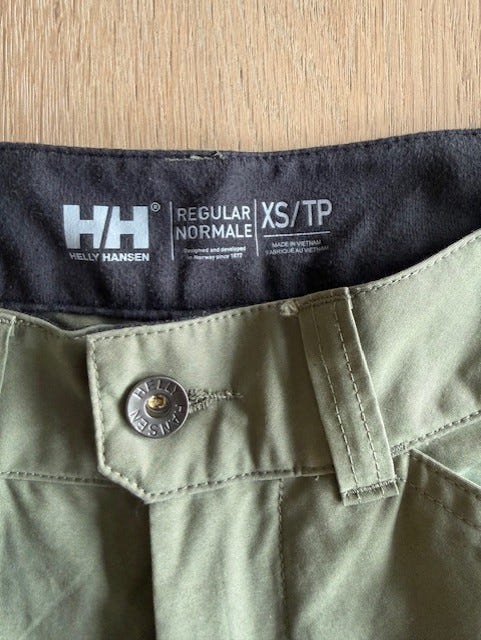 HH®
HELLY HANSEN
REGULAR
NORMALE
Designed and developed
in Norway since 1877
XS/TP
MADE IN VIETNAM
FABRIQUÉ AU VIETNAM
HELLY
HANSEN